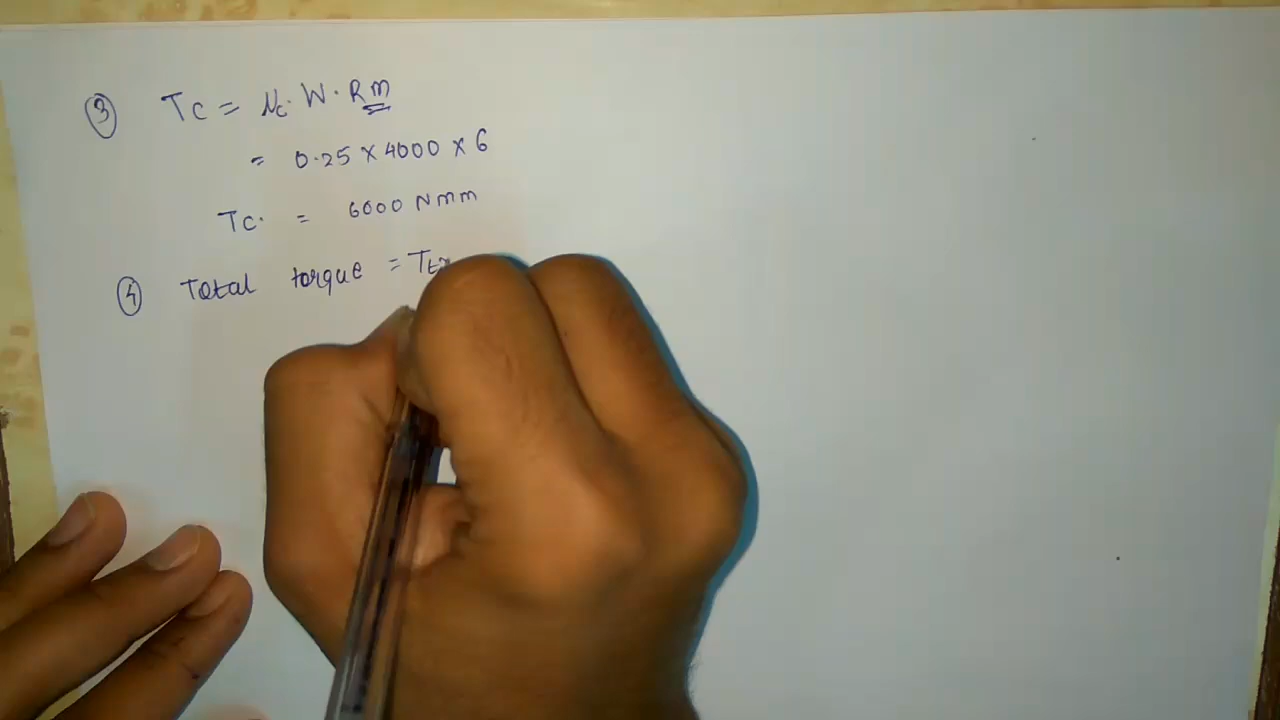 ③ Tc = μc. W. Rm
= 0.25 × 4000 × 6
Tc. = 6000 Nmm
④ Total torque =